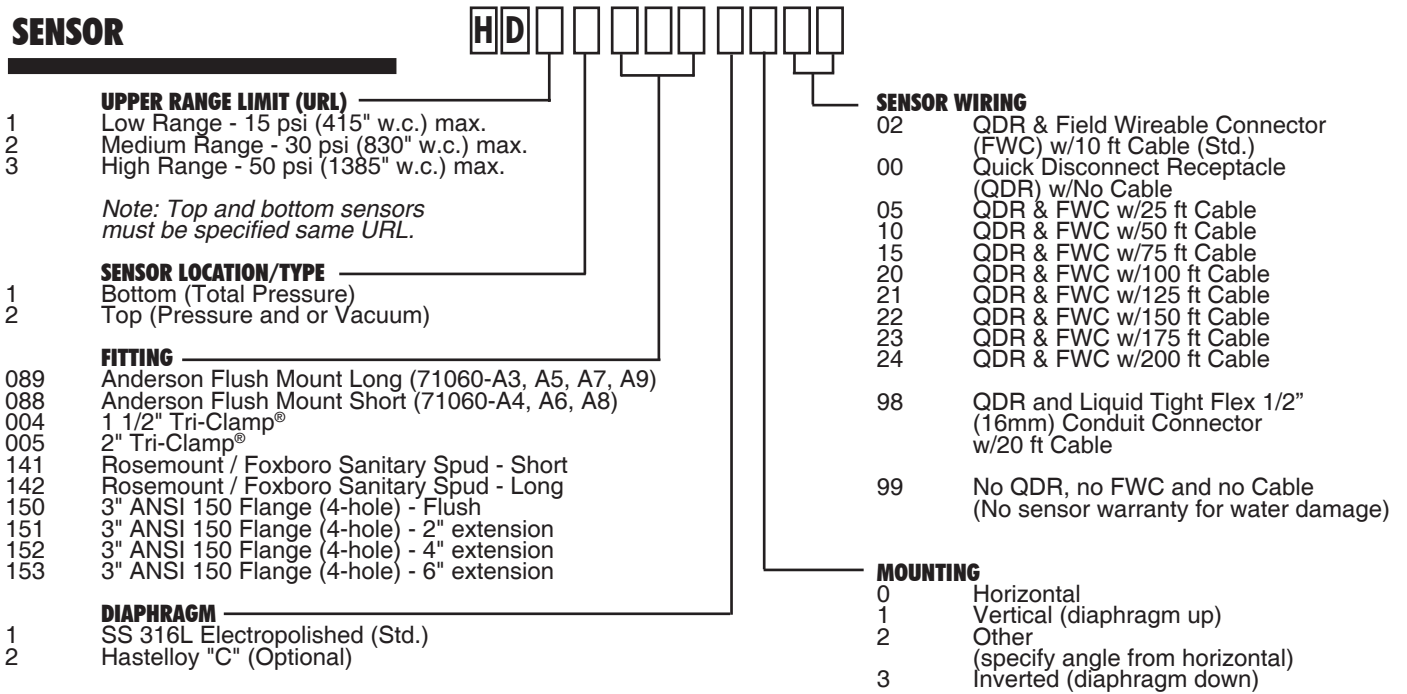 SENSOR
HD
UPPER RANGE LIMIT (URL)
1 Low Range - 15 psi (415" w.c.) max.
2 Medium Range - 30 psi (830" w.c.) max.
3 High Range - 50 psi (1385" w.c.) max.
Note: Top and bottom sensors
must be specified same URL.
SENSOR LOCATION/TYPE
1 Bottom (Total Pressure)
2 Top (Pressure and or Vacuum)
FITTING
089 Anderson Flush Mount Long (71060-A3, A5, A7, A9)
088 Anderson Flush Mount Short (71060-A4, A6, A8)
004 1 1/2" Tri-Clamp®
005 2" Tri-Clamp®
141 Rosemount / Foxboro Sanitary Spud - Short
142 Rosemount / Foxboro Sanitary Spud - Long
150 3" ANSI 150 Flange (4-hole) - Flush
151 3" ANSI 150 Flange (4-hole) - 2" extension
152 3" ANSI 150 Flange (4-hole) - 4" extension
153 3" ANSI 150 Flange (4-hole) - 6" extension
DIAPHRAGM
1 SS 316L Electropolished (Std.)
2 Hastelloy "C" (Optional)
SENSOR WIRING
02 QDR & Field Wireable Connector
(FWC) w/10 ft Cable (Std.)
00 Quick Disconnect Receptacle
(QDR) w/No Cable
05 QDR & FWC w/25 ft Cable
10 QDR & FWC w/50 ft Cable
15 QDR & FWC w/75 ft Cable
20 QDR & FWC w/100 ft Cable
21 QDR & FWC w/125 ft Cable
22 QDR & FWC w/150 ft Cable
23 QDR & FWC w/175 ft Cable
24 QDR & FWC w/200 ft Cable
98 QDR and Liquid Tight Flex 1/2”
(16mm) Conduit Connector
w/20 ft Cable
99 No QDR, no FWC and no Cable
(No sensor warranty for water damage)
MOUNTING
0 Horizontal
1 Vertical (diaphragm up)
2 Other
(specify angle from horizontal)
3 Inverted (diaphragm down)